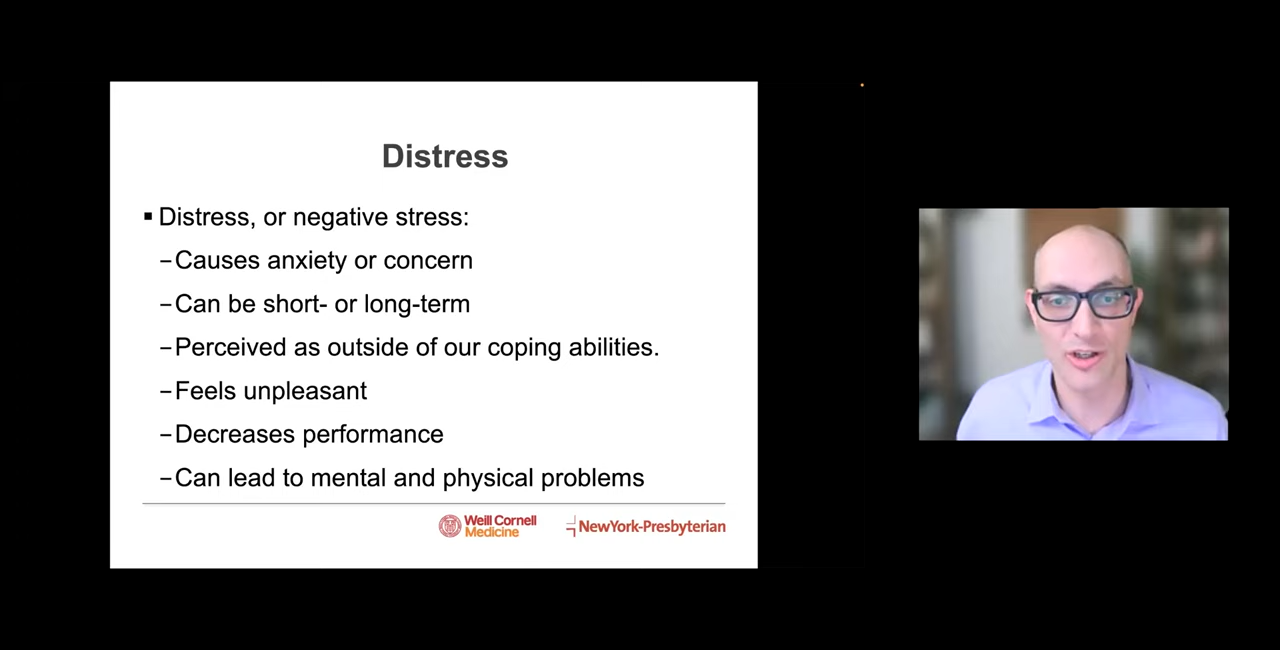 Distress
▪ Distress, or negative stress:
–Causes anxiety or concern
–Can be short- or long-term
–Perceived as outside of our coping abilities.
–Feels unpleasant
–Decreases performance
–Can lead to mental and physical problems
Weill Cornell
Medicine
NewYork-Presbyterian